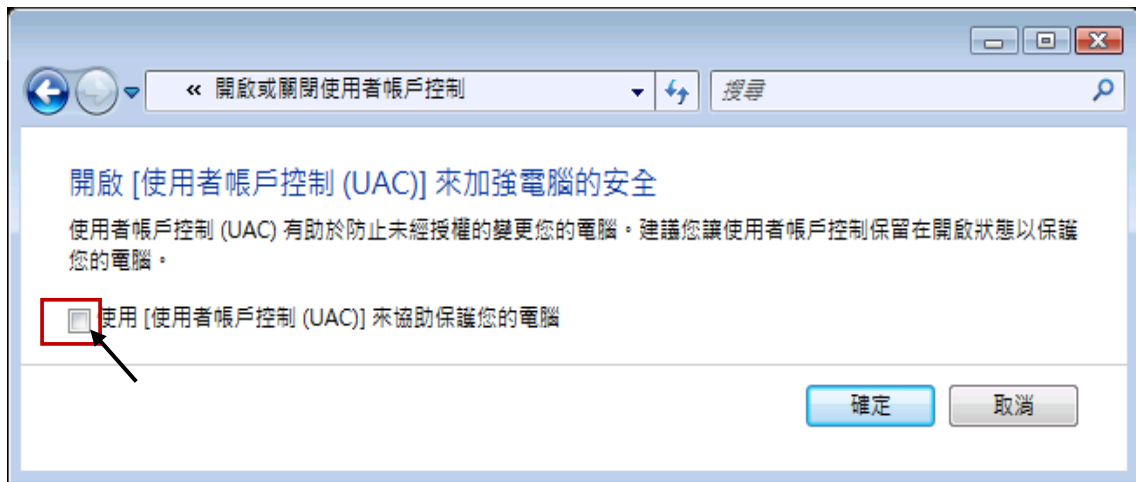 « 開啟或關閉使用者帳戶控制
搜尋
開啟 [使用者帳戶控制 (UAC)] 來加強電腦的安全
使用者帳戶控制 (UAC) 有助於防止未經授權的變更您的電腦。建議您讓使用者帳戶控制保留在開啟狀態以保護
您的電腦。
使用 [使用者帳戶控制 (UAC)] 來協助保護您的電腦
確定
取消